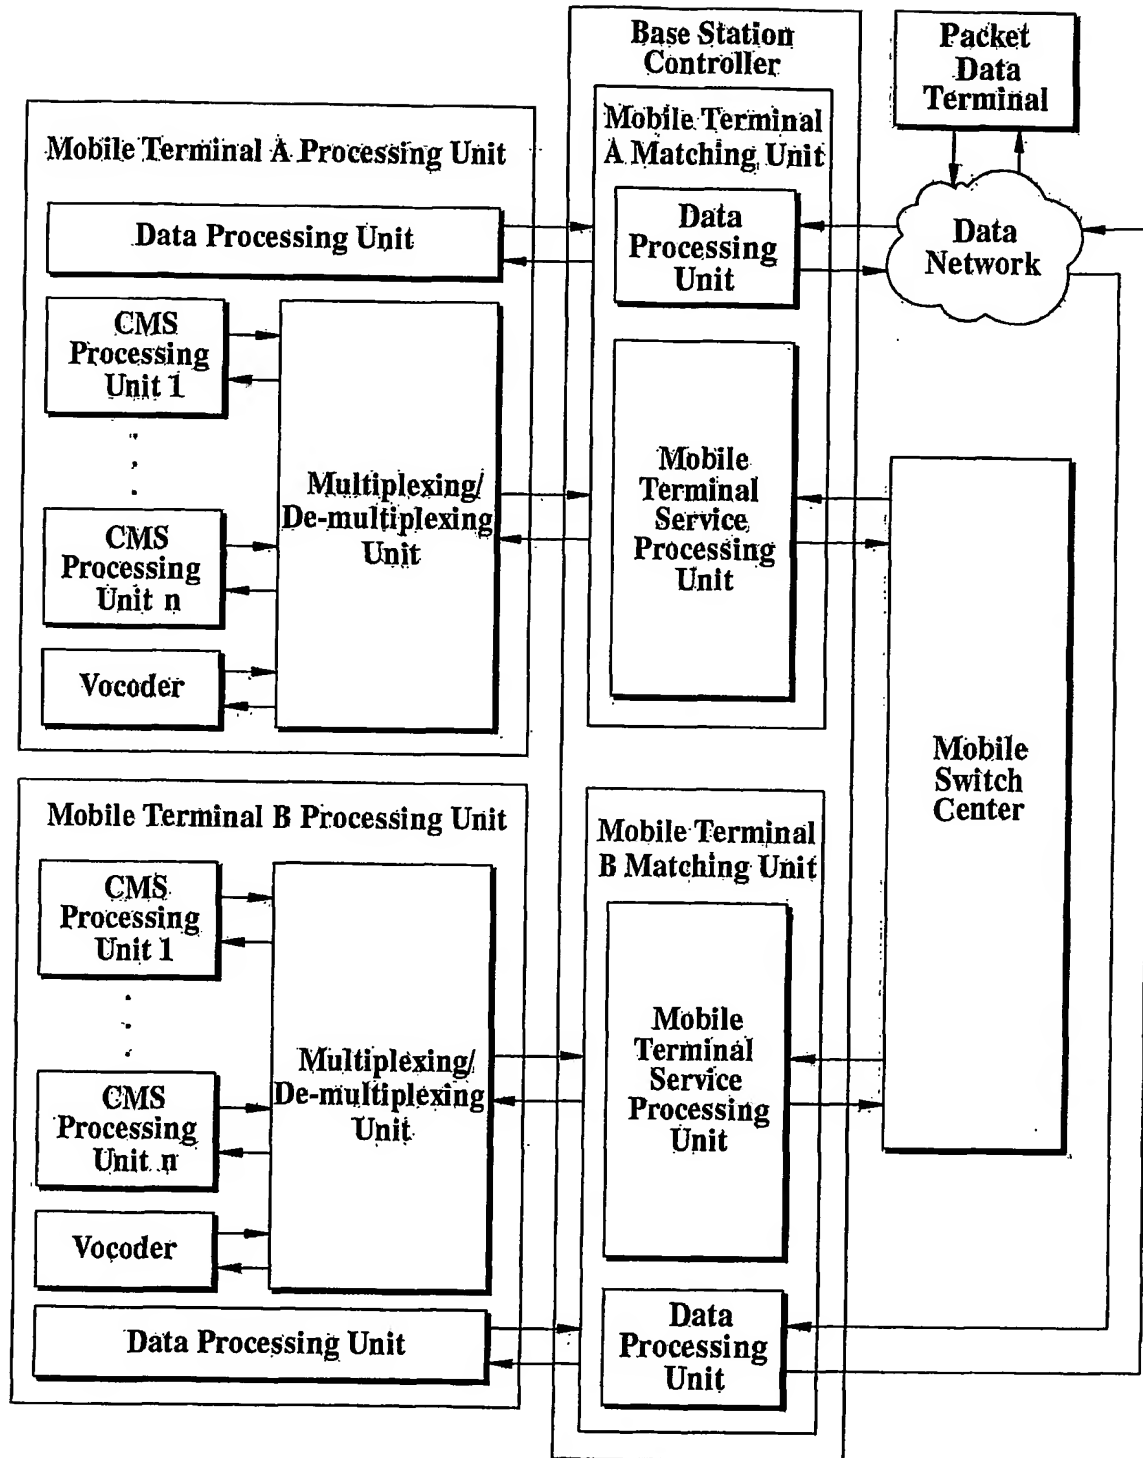 Base Station
Controller
Packet
Data
Terminal
Mobile Terminal A Processing Unit
Mobile Terminal
A Matching Unit
Data Processing Unit
Data
Processing
Unit
Data
Network
CMS
Processing
Unit 1
Multiplexing/
De-multiplexing
Unit
Mobile
Terminal
Service
Processing
Unit
CMS
Processing
Unit n
Vocoder
Mobile
Switch
Center
Mobile Terminal B Processing Unit
Mobile Terminal
B Matching Unit
CMS
Processing
Unit 1
Multiplexing/
De-multiplexing
Unit
Mobile
Terminal
Service
Processing
Unit
CMS
Processing
Unit n
Vocoder
Data Processing Unit
Data
Processing
Unit